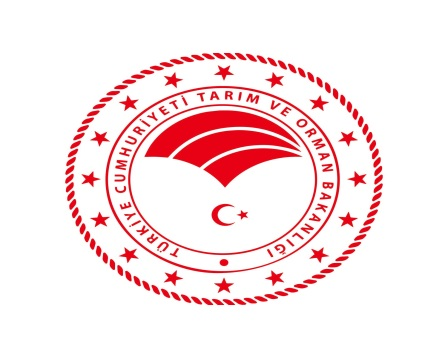 TÜRKİYE CUMHURİYETİ TARIM VE ORMAN BAKANLIĞI